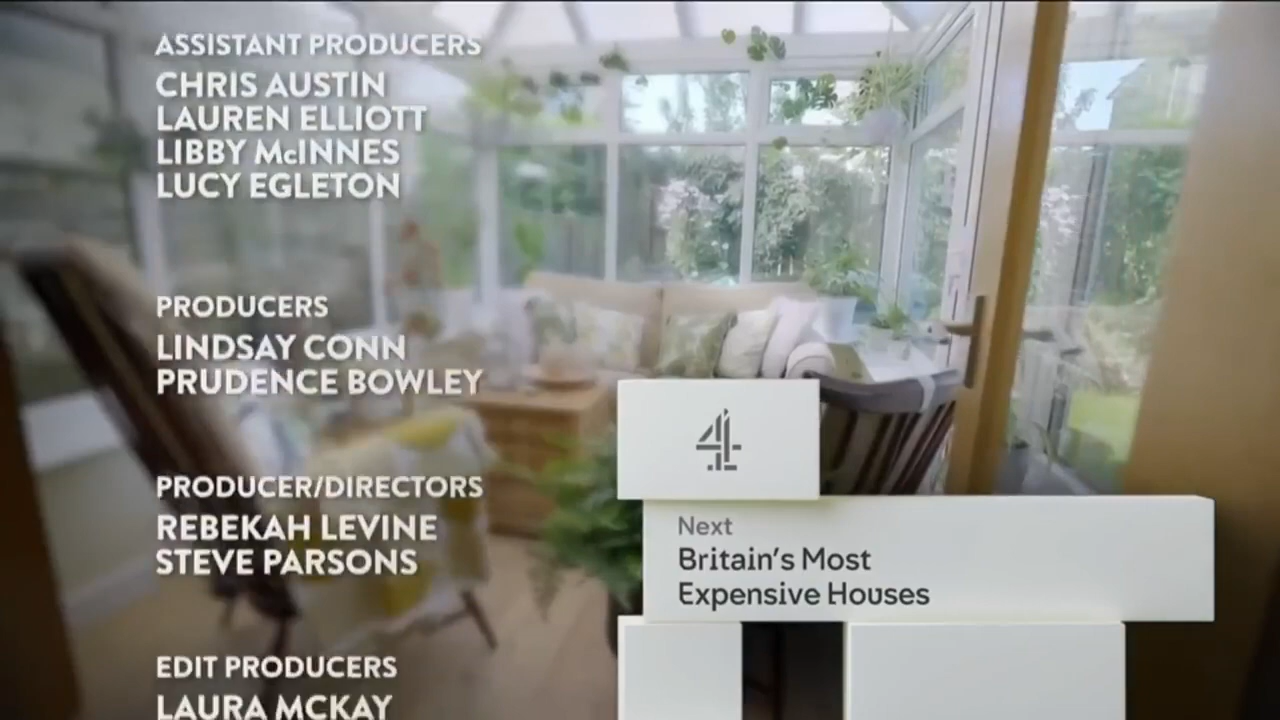 ASSISTANT PRODUCERS
CHRIS AUSTIN
LAUREN ELLIOTT
LIBBY McINNES
LUCY EGLETON
PRODUCERS
LINDSAY CONN
PRUDENCE BOWLEY
PRODUCER/DIRECTORS
REBEKAH LEVINE
STEVE PARSONS
EDIT PRODUCERS
LAURA MCKAY
4
Next
Britain's Most
Expensive Houses